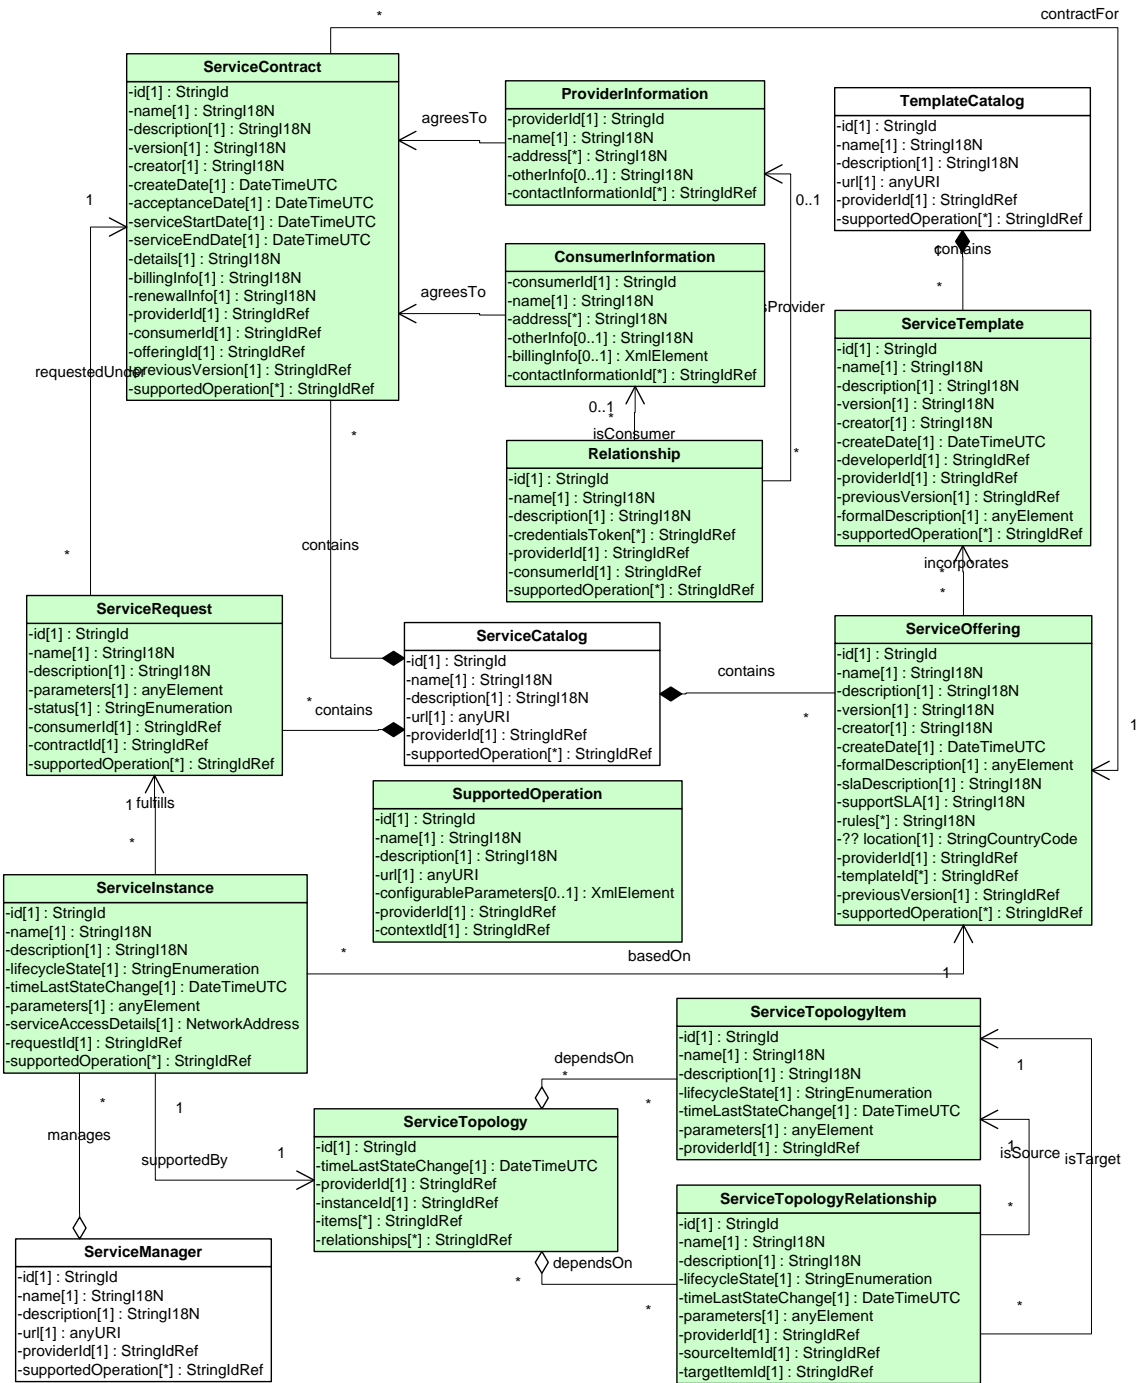 *
contractFor
ServiceContract
-id[1] : StringId
-name[1] : StringI18N
-description[1] : StringI18N
-version[1] : StringI18N
-creator[1] : StringI18N
-createDate[1] : DateTimeUTC
-acceptanceDate[1] : DateTimeUTC
-serviceStartDate[1] : DateTimeUTC
-serviceEndDate[1] : DateTimeUTC
-details[1] : StringI18N
-billingInfo[1] : StringI18N
-renewalInfo[1] : StringI18N
-providerId[1] : StringIdRef
-consumerId[1] : StringIdRef
-offeringId[1] : StringIdRef
-previousVersion[1] : StringIdRef
-supportedOperation[*] : StringIdRef
agreesTo
ProviderInformation
-providerId[1] : StringId
-name[1] : StringI18N
-address[*] : StringI18N
-otherInfo[0..1] : StringI18N
-contactInformationId[*] : StringIdRef
0..1
TemplateCatalog
-id[1] : StringId
-name[1] : StringI18N
-description[1] : StringI18N
-url[1] : anyURI
-providerId[1] : StringIdRef
-supportedOperation[*] : StringIdRef
contains
*
*
1
agreesTo
ConsumerInformation
-consumerId[1] : StringId
-name[1] : StringI18N
-address[*] : StringI18N
-otherInfo[0..1] : StringI18N
-billingInfo[0..1] : XmlElement
-contactInformationId[*] : StringIdRef
sProvider
ServiceTemplate
-id[1] : StringId
-name[1] : StringI18N
-description[1] : StringI18N
-version[1] : StringI18N
-creator[1] : StringI18N
-createDate[1] : DateTimeUTC
-developerId[1] : StringIdRef
-providerId[1] : StringIdRef
-previousVersion[1] : StringIdRef
-formalDescription[1] : anyElement
-supportedOperation[*] : StringIdRef
requestedUnder
*
0..1
*
isConsumer
*
Relationship
-id[1] : StringId
-name[1] : StringI18N
-description[1] : StringI18N
-credentialsToken[*] : StringIdRef
-providerId[1] : StringIdRef
-consumerId[1] : StringIdRef
-supportedOperation[*] : StringIdRef
contains
*
incorporates
*
*
ServiceRequest
-id[1] : StringId
-name[1] : StringI18N
-description[1] : StringI18N
-parameters[1] : anyElement
-status[1] : StringEnumeration
-consumerId[1] : StringIdRef
-contractId[1] : StringIdRef
-supportedOperation[*] : StringIdRef
*
contains
ServiceCatalog
-id[1] : StringId
-name[1] : StringI18N
-description[1] : StringI18N
-url[1] : anyURI
-providerId[1] : StringIdRef
-supportedOperation[*] : StringIdRef
contains
*
ServiceOffering
-id[1] : StringId
-name[1] : StringI18N
-description[1] : StringI18N
-version[1] : StringI18N
-creator[1] : StringI18N
-createDate[1] : DateTimeUTC
-formalDescription[1] : anyElement
-slaDescription[1] : StringI18N
-supportSLA[1] : StringI18N
-rules[*] : StringI18N
-?? location[1] : StringCountryCode
-providerId[1] : StringIdRef
-templateId[*] : StringIdRef
-previousVersion[1] : StringIdRef
-supportedOperation[*] : StringIdRef
1
1
fulfills
*
SupportedOperation
-id[1] : StringId
-name[1] : StringI18N
-description[1] : StringI18N
-url[1] : anyURI
-configurableParameters[0..1] : XmlElement
-providerId[1] : StringIdRef
-contextId[1] : StringIdRef
ServiceInstance
-id[1] : StringId
-name[1] : StringI18N
-description[1] : StringI18N
-lifecycleState[1] : StringEnumeration
-timeLastStateChange[1] : DateTimeUTC
-parameters[1] : anyElement
-serviceAccessDetails[1] : NetworkAddress
-requestId[1] : StringIdRef
-supportedOperation[*] : StringIdRef
*
basedOn
1
ServiceTopologyItem
-id[1] : StringId
-name[1] : StringI18N
-description[1] : StringI18N
-lifecycleState[1] : StringEnumeration
-timeLastStateChange[1] : DateTimeUTC
-parameters[1] : anyElement
-providerId[1] : StringIdRef
dependsOn
*
*
1
1
isSource
isTarget
*
manages
1
supportedBy
1
ServiceTopology
-id[1] : StringId
-timeLastStateChange[1] : DateTimeUTC
-providerId[1] : StringIdRef
-instanceId[1] : StringIdRef
-items[*] : StringIdRef
-relationships[*] : StringIdRef
dependsOn
*
*
ServiceTopologyRelationship
-id[1] : StringId
-name[1] : StringI18N
-description[1] : StringI18N
-lifecycleState[1] : StringEnumeration
-timeLastStateChange[1] : DateTimeUTC
-parameters[1] : anyElement
-providerId[1] : StringIdRef
-sourceItemId[1] : StringIdRef
-targetItemId[1] : StringIdRef
*
*
ServiceManager
-id[1] : StringId
-name[1] : StringI18N
-description[1] : StringI18N
-url[1] : anyURI
-providerId[1] : StringIdRef
-supportedOperation[*] : StringIdRef